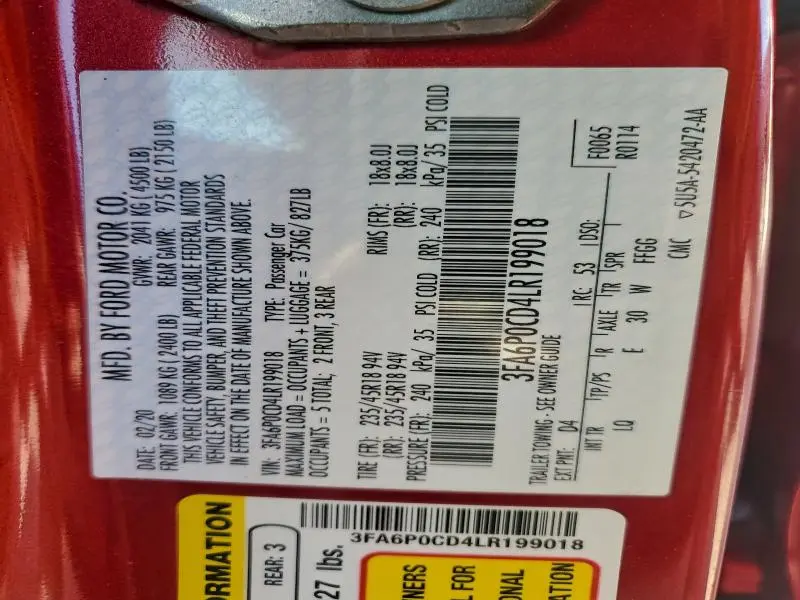 MFD. BY FORD MOTOR CO.
DATE: 02/20 GVWR: 2041 KG ( 4500 LB)
FRONT GAWR: 1089 KG ( 2400 LB) REAR GAWR: 975 KG ( 2150 LB)
THIS VEHICLE CONFORMS TO ALL APPLICABLE FEDERAL MOTOR
VEHICLE SAFETY, BUMPER, AND THEFT PREVENTION STANDARDS
IN EFFECT ON THE DATE OF MANUFACTURE SHOWN ABOVE.
VIN: 3FA6P0CD4LR199018 TYPE: Passenger Car
MAXIMUM LOAD = OCCUPANTS + LUGGAGE = 375KG/ 827LB
OCCUPANTS = 5 TOTAL; 2 FRONT, 3 REAR
TIRE (FR): 235/45R18 94V RIMS (FR): 18x8.0J
(RR): 235/45R18 94V (RR): 18x8.0J
PRESSURE (FR): 240 kPa/ 35 PSI COLD (RR): 240 kPa/ 35 PSI COLD
3FA6P0CD4LR199018
TRAILER TOWING - SEE OWNER GUIDE
EXT PNT: D4 RC: 53 DSO: F0065
R0114
INT TR TP/PS R AXLE TR SPR
LQ E 30 W FFGG
CMC ▽5U5A-5420472-AA
ORMATION
REAR: 3
27 lbs.
3FA6P0CD4LR199018
NERS
L FOR
ONAL
ATION